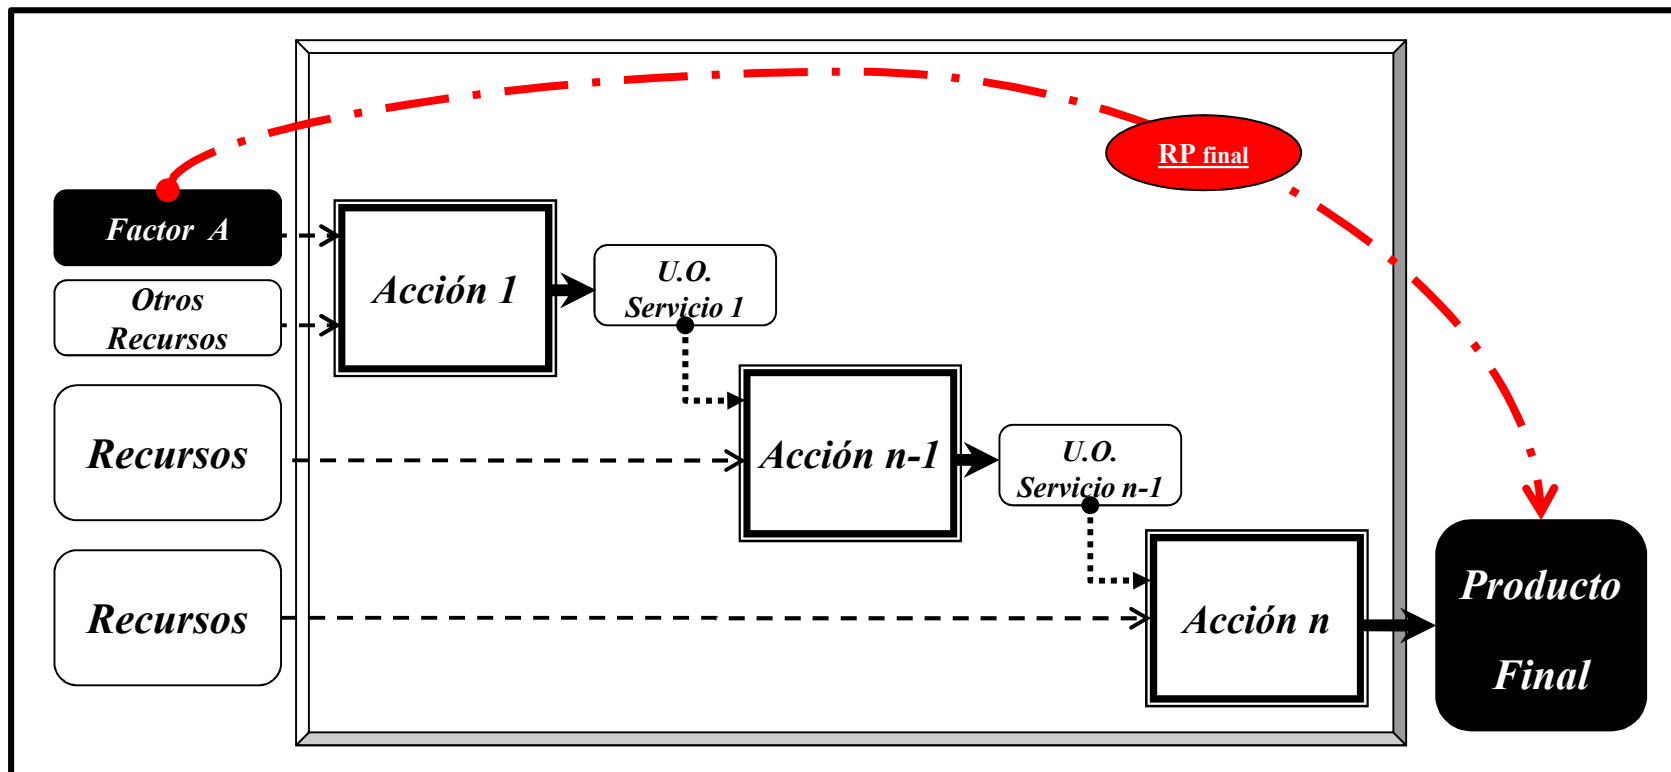 RP final
Factor A
Otros
Recursos
Acción 1
U.O.
Servicio 1
Recursos
Acción n-1
U.O.
Servicio n-1
Recursos
Acción n
Producto
Final